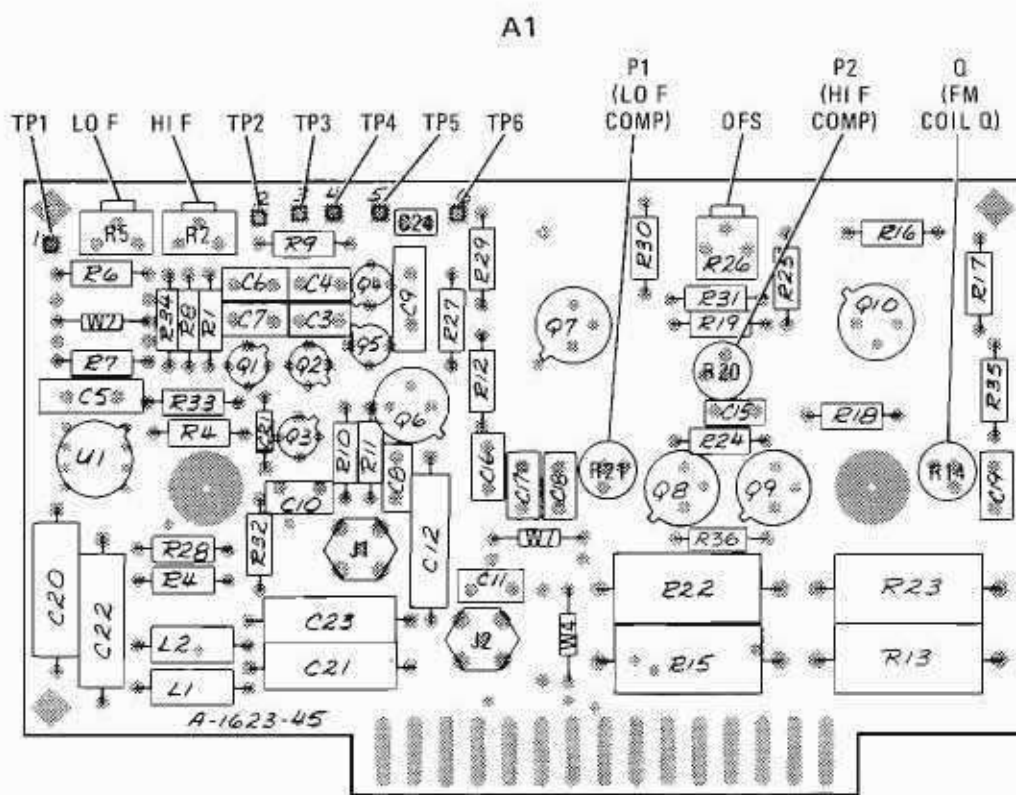 A1
P1
(LO F
COMP)
P2
(HI F
COMP)
Q
(FM
COIL Q)
TP1 LO F HI F TP2 TP3 TP4 TP5 TP6 OFS
1 2 3 4 5 6
R5 R2 R9 C24 R29 R30 R26 R25 R16 R17
R6 C6 C4 Q4 C9 R31
W2 R34 R8 R1 C7 C3 Q5 R27 Q7 R19 Q10
R7 Q1 Q2 R12 R20 R35
C5 R33 Q6 C15 R18
U1 R4 Q3 R10 R11 C8 R24
C10 C16 C17 C18 R21 Q8 Q9 R14 C19
C20 C22 R28 R32 J1 C12 W1 R36
R4 C11 R22 R23
L2 C23 J2 W4
L1 C21 R15 R13
A-1623-45